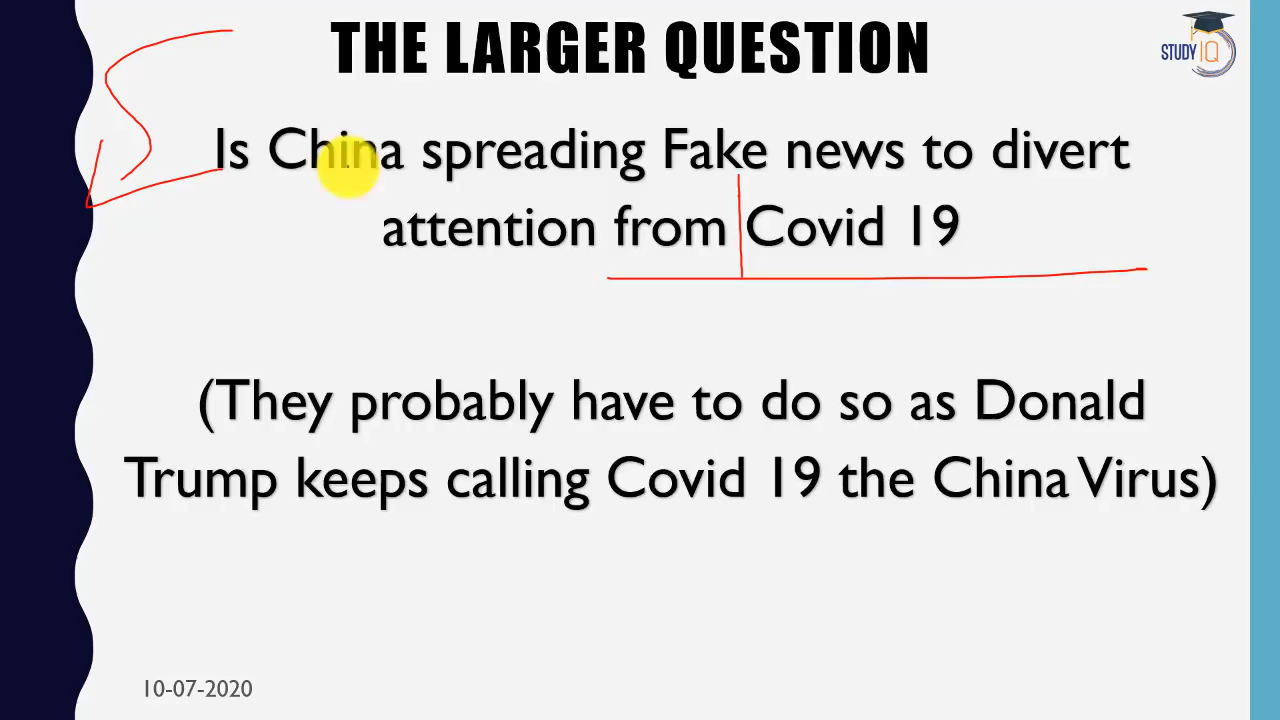 THE LARGER QUESTION
STUDY IQ
Is China spreading Fake news to divert
attention from Covid 19
(They probably have to do so as Donald
Trump keeps calling Covid 19 the China Virus)
10-07-2020